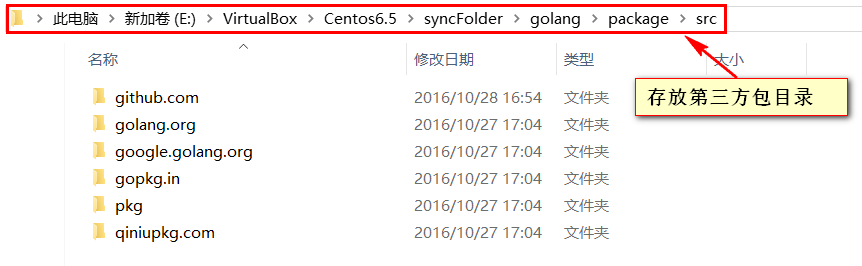 此电脑 > 新加卷 (E:) > VirtualBox > Centos6.5 > syncFolder > golang > package > src
名称 修改日期 类型 大小
存放第三方包目录
github.com 2016/10/28 16:54 文件夹
golang.org 2016/10/27 17:04 文件夹
google.golang.org 2016/10/27 17:04 文件夹
gopkg.in 2016/10/27 17:04 文件夹
pkg 2016/10/27 17:04 文件夹
qiniupkg.com 2016/10/27 17:04 文件夹